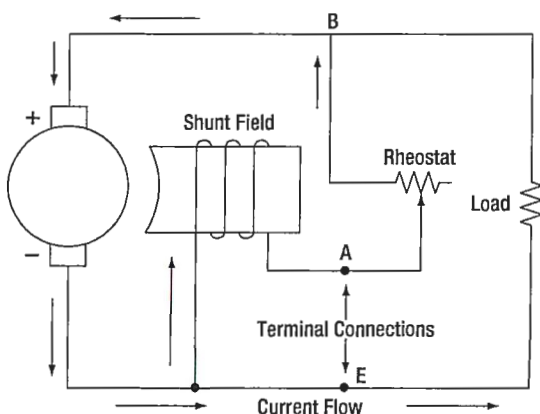 B
+
Shunt Field
Rheostat
Load
−
A
Terminal Connections
E
Current Flow